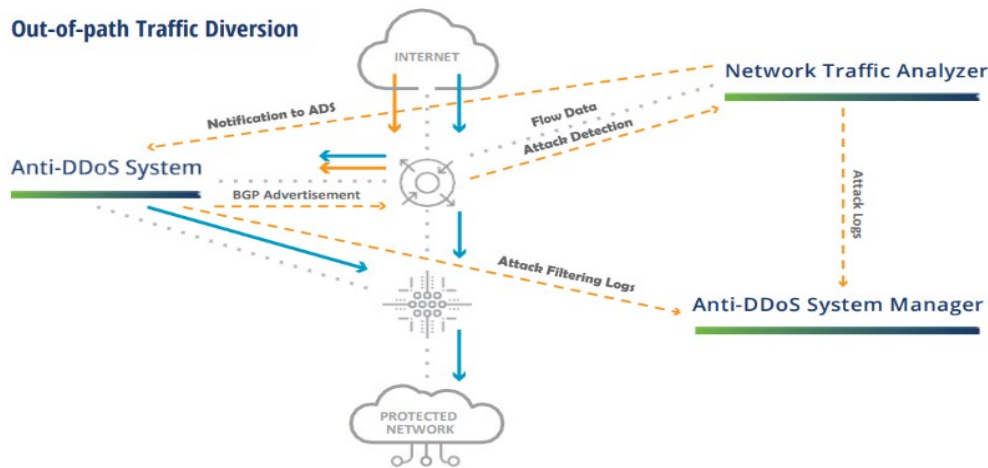 Out-of-path Traffic Diversion
INTERNET
Network Traffic Analyzer
Notification to ADS
Flow Data
Attack Detection
Anti-DDoS System
BGP Advertisement
Attack Logs
Attack Filtering Logs
Anti-DDoS System Manager
PROTECTED
NETWORK